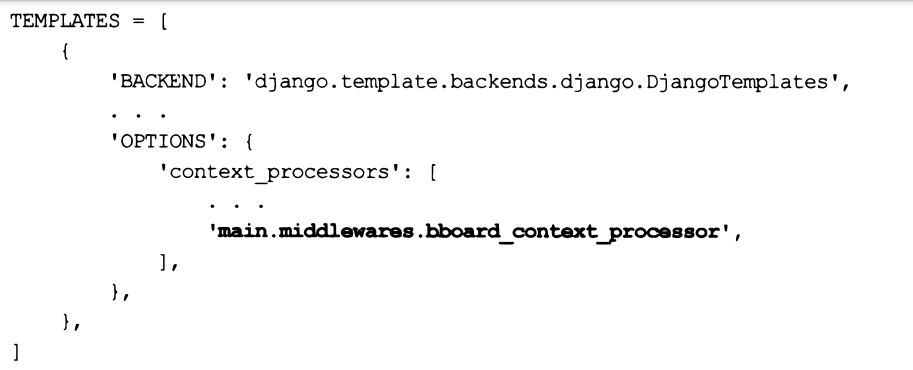 TEMPLATES = [
    {
        'BACKEND': 'django.template.backends.django.DjangoTemplates',
        . . .
        'OPTIONS': {
            'context_processors': [
                . . .
                'main.middlewares.bboard_context_processor',
            ],
        },
    },
]